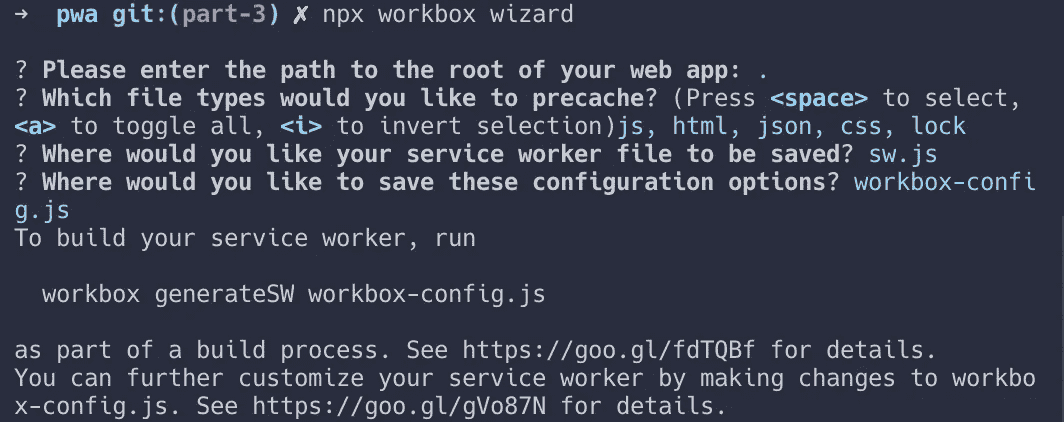 → pwa git:(part-3) ✗ npx workbox wizard
? Please enter the path to the root of your web app: .
? Which file types would you like to precache? (Press <space> to select,
<a> to toggle all, <i> to invert selection)js, html, json, css, lock
? Where would you like your service worker file to be saved? sw.js
? Where would you like to save these configuration options? workbox-confi
g.js
To build your service worker, run
workbox generateSW workbox-config.js
as part of a build process. See https://goo.gl/fdTQBf for details.
You can further customize your service worker by making changes to workbo
x-config.js. See https://goo.gl/gVo87N for details.